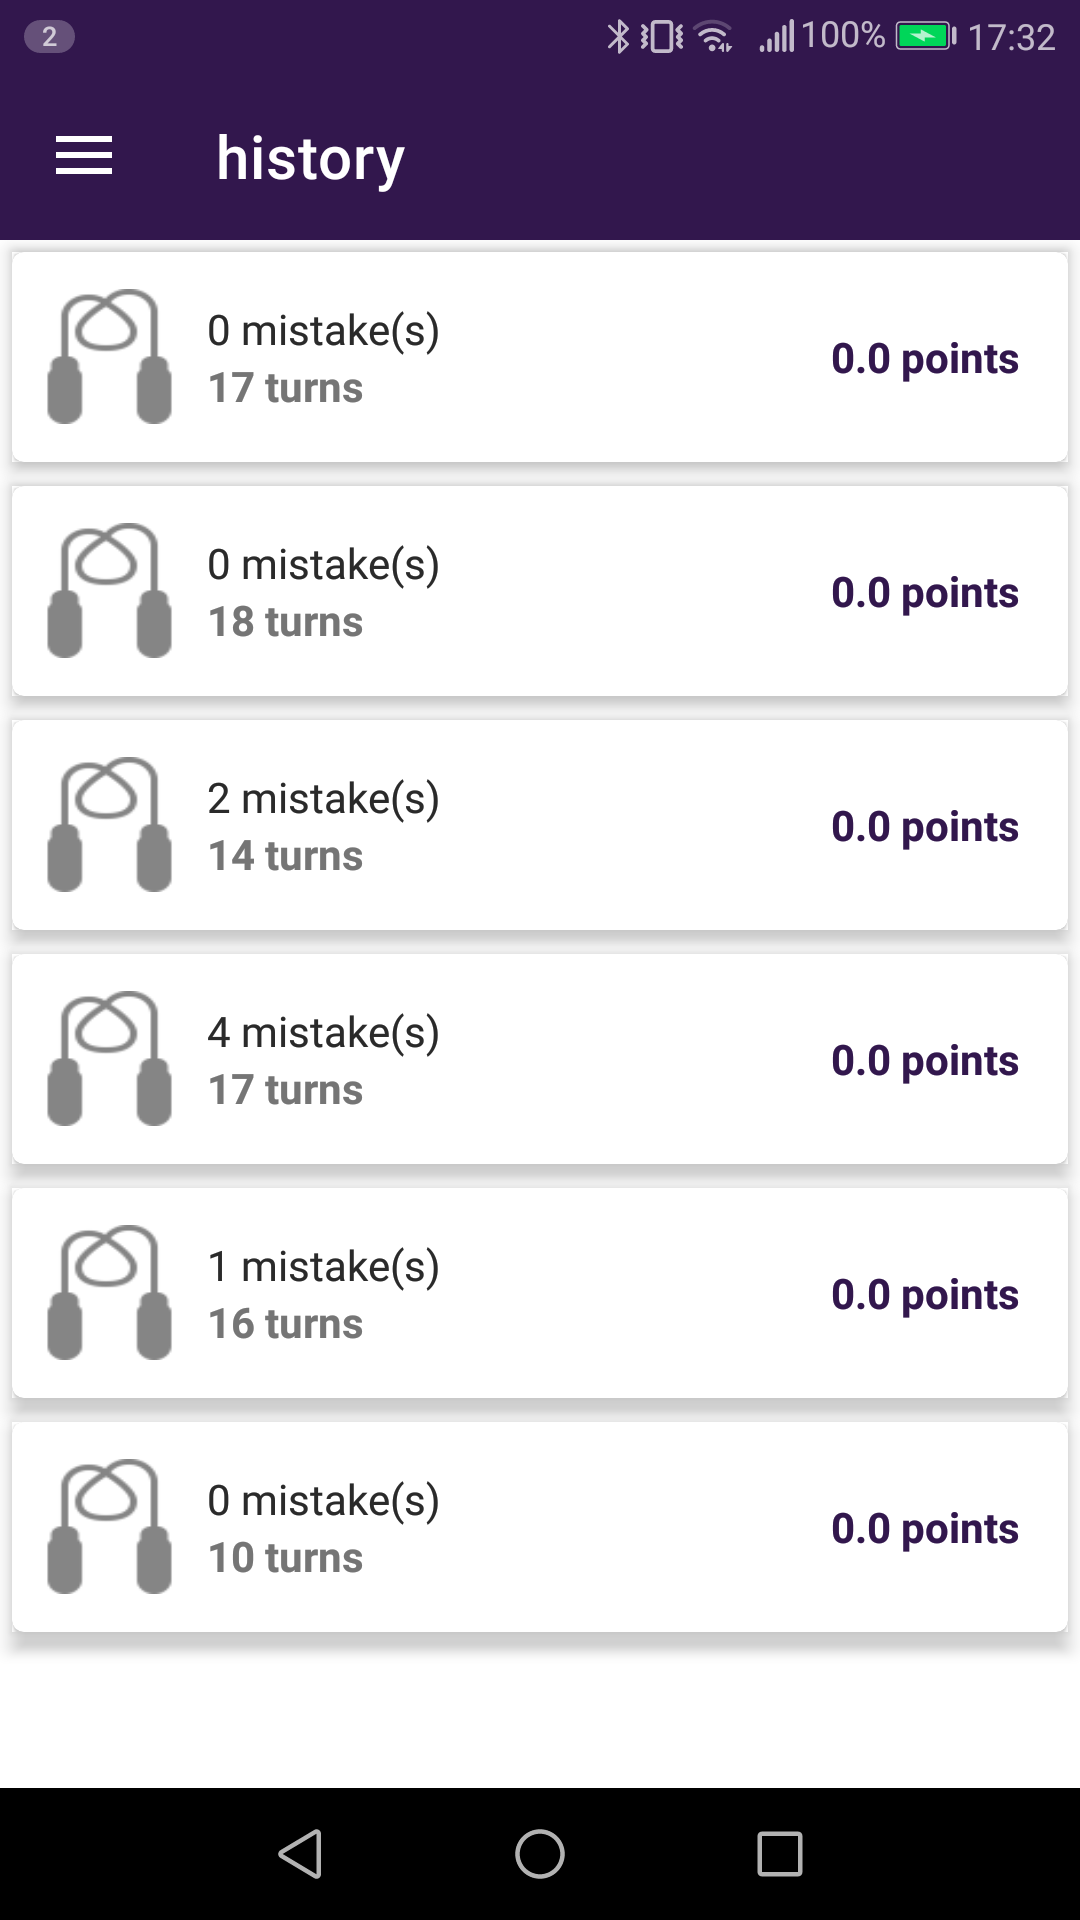 2 100% 17:32
history
0 mistake(s)
17 turns
0.0 points
0 mistake(s)
18 turns
0.0 points
2 mistake(s)
14 turns
0.0 points
4 mistake(s)
17 turns
0.0 points
1 mistake(s)
16 turns
0.0 points
0 mistake(s)
10 turns
0.0 points